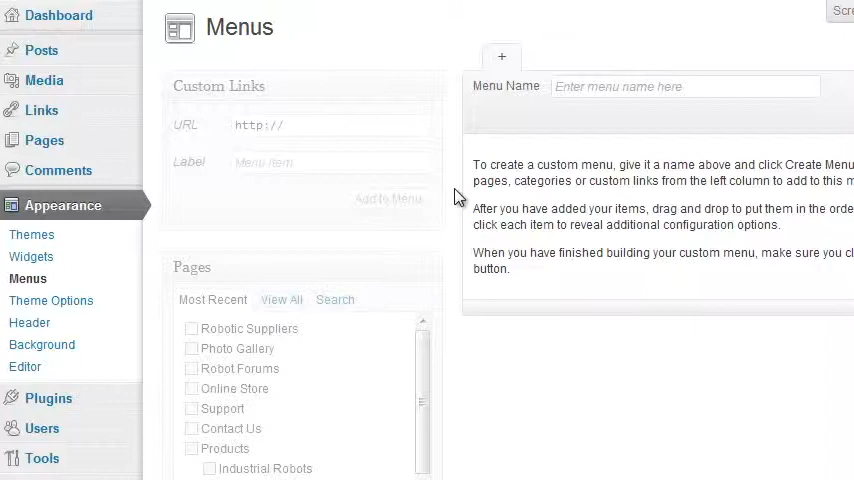 Dashboard
Posts
Media
Links
Pages
Comments
Appearance
Themes
Widgets
Menus
Theme Options
Header
Background
Editor
Plugins
Users
Tools
Menus
Scre
Custom Links
URL http://
Label Menu Item
Add to Menu
Pages
Most Recent View All Search
Robotic Suppliers
Photo Gallery
Robot Forums
Online Store
Support
Contact Us
Products
Industrial Robots
+
Menu Name Enter menu name here
To create a custom menu, give it a name above and click Create Menu
pages, categories or custom links from the left column to add to this m
After you have added your items, drag and drop to put them in the orde
click each item to reveal additional configuration options.
When you have finished building your custom menu, make sure you cl
button.